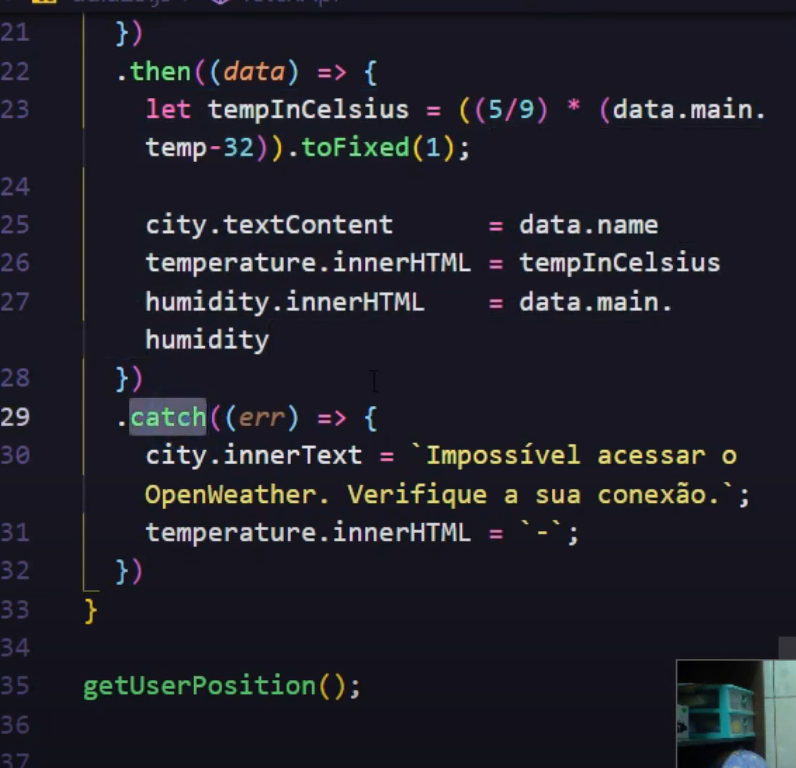 21 })
22 .then((data) => {
23 let tempInCelsius = ((5/9) * (data.main.
temp-32)).toFixed(1);
24
25 city.textContent = data.name
26 temperature.innerHTML = tempInCelsius
27 humidity.innerHTML = data.main.
humidity
28 })
29 .catch((err) => {
30 city.innerText = `Impossível acessar o
OpenWeather. Verifique a sua conexão.`;
31 temperature.innerHTML = `-`;
32 })
33 }
34
35 getUserPosition();
36
37